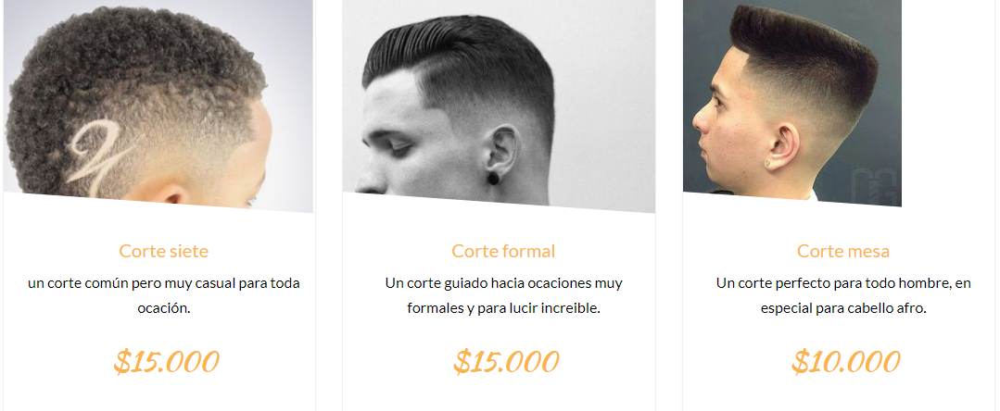 Corte siete
un corte común pero muy casual para toda
ocación.
$15.000
Corte formal
Un corte guiado hacia ocaciones muy
formales y para lucir increible.
$15.000
Corte mesa
Un corte perfecto para todo hombre, en
especial para cabello afro.
$10.000